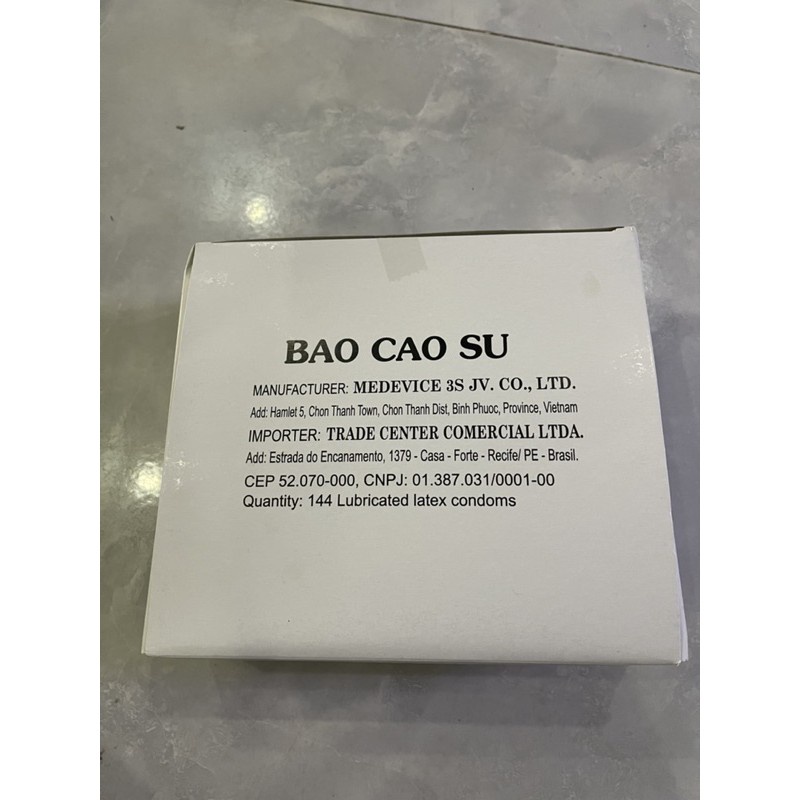 BAO CAO SU
MANUFACTURER: MEDEVICE 3S JV. CO., LTD.
Add: Hamlet 5, Chon Thanh Town, Chon Thanh Dist, Binh Phuoc, Province, Vietnam
IMPORTER: TRADE CENTER COMERCIAL LTDA.
Add: Estrada do Encanamento, 1379 - Casa - Forte - Recife/ PE - Brasil.
CEP 52.070-000, CNPJ: 01.387.031/0001-00
Quantity: 144 Lubricated latex condoms